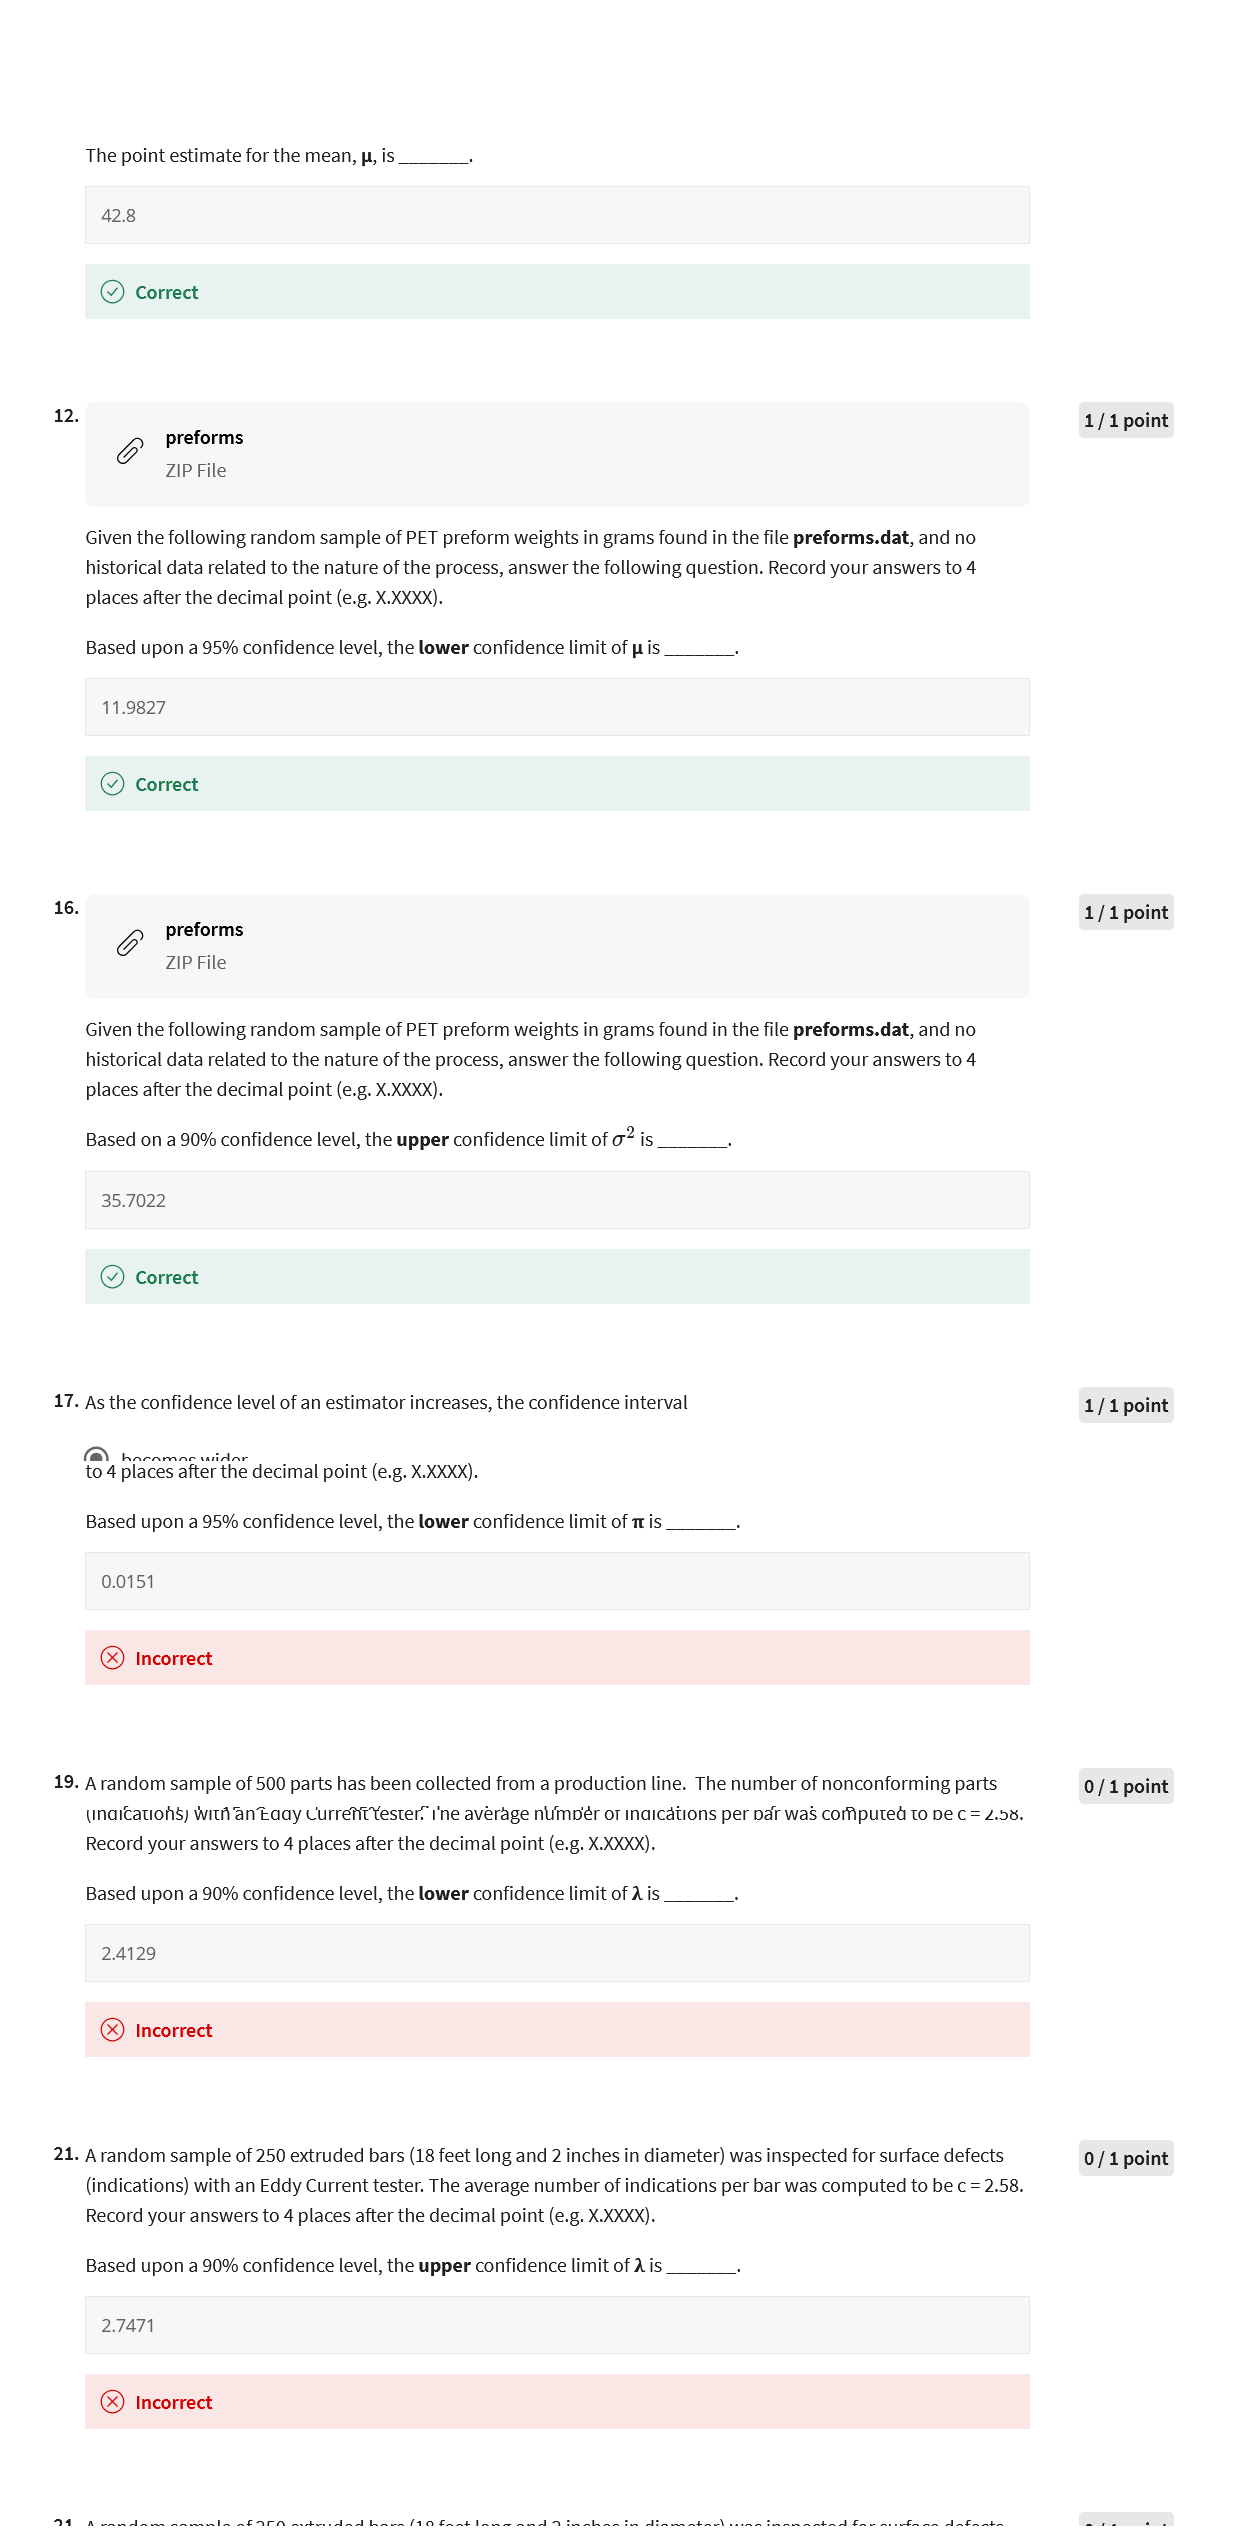 The point estimate for the mean, μ, is _______.
42.8
Correct
12.
preforms
1 / 1 point
ZIP File
Given the following random sample of PET preform weights in grams found in the file preforms.dat, and no
historical data related to the nature of the process, answer the following question. Record your answers to 4
places after the decimal point (e.g. X.XXXX).
Based upon a 95% confidence level, the lower confidence limit of μ is _______.
11.9827
Correct
16.
preforms
1 / 1 point
ZIP File
Given the following random sample of PET preform weights in grams found in the file preforms.dat, and no
historical data related to the nature of the process, answer the following question. Record your answers to 4
places after the decimal point (e.g. X.XXXX).
Based on a 90% confidence level, the upper confidence limit of σ² is _______.
35.7022
Correct
17. As the confidence level of an estimator increases, the confidence interval
1 / 1 point
becomes wider
to 4 places after the decimal point (e.g. X.XXXX).
Based upon a 95% confidence level, the lower confidence limit of π is _______.
0.0151
Incorrect
19. A random sample of 500 parts has been collected from a production line. The number of nonconforming parts
0 / 1 point
(indications) with an Eddy Current tester. The average number of indications per bar was computed to be c = 2.58.
Record your answers to 4 places after the decimal point (e.g. X.XXXX).
Based upon a 90% confidence level, the lower confidence limit of λ is _______.
2.4129
Incorrect
21. A random sample of 250 extruded bars (18 feet long and 2 inches in diameter) was inspected for surface defects
0 / 1 point
(indications) with an Eddy Current tester. The average number of indications per bar was computed to be c = 2.58.
Record your answers to 4 places after the decimal point (e.g. X.XXXX).
Based upon a 90% confidence level, the upper confidence limit of λ is _______.
2.7471
Incorrect
21. A random sample of 250 extruded bars (18 feet long and 2 inches in diameter) was inspected for surface defects